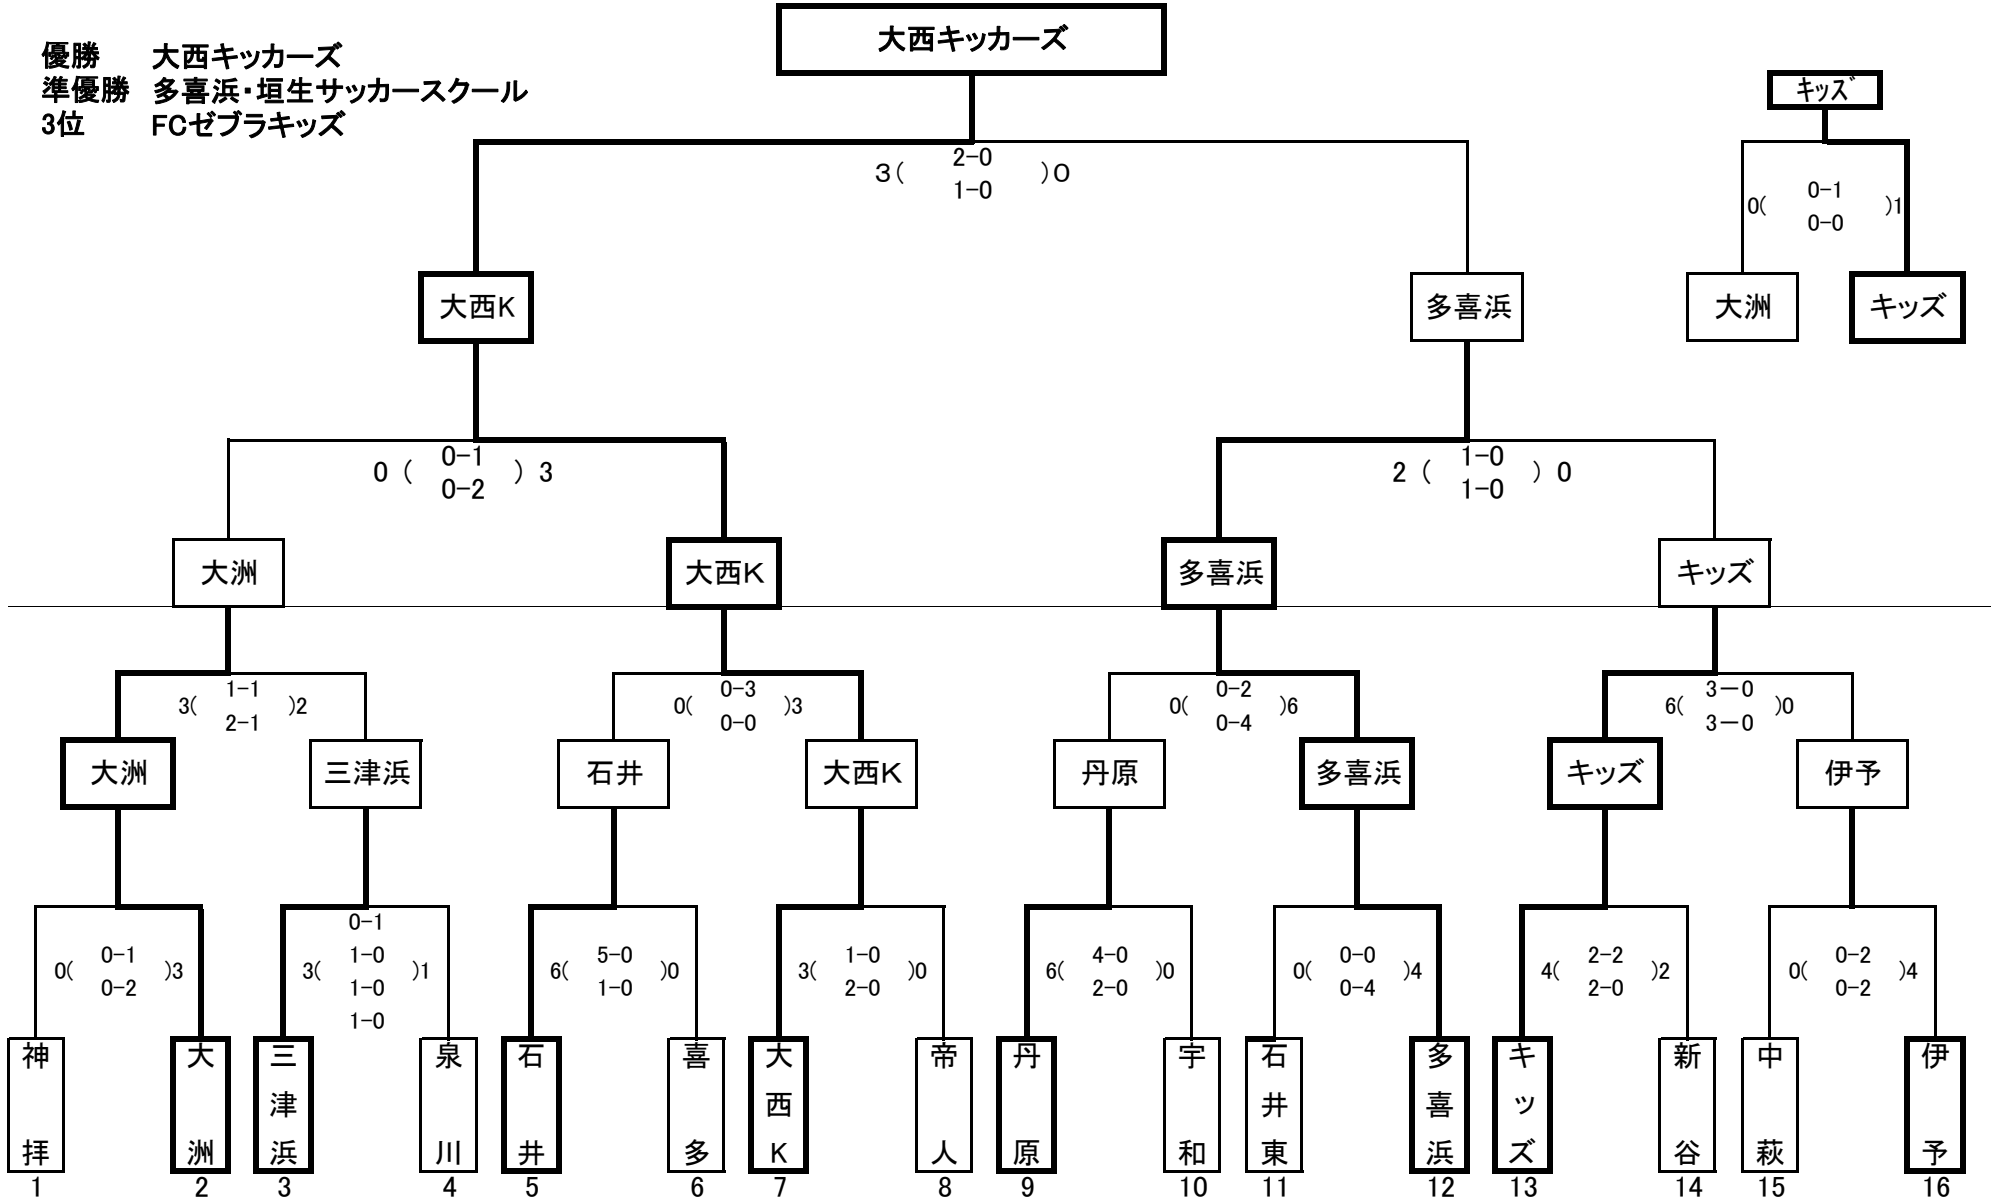 大西キッカーズ
優勝 大西キッカーズ
準優勝 多喜浜・垣生サッカースクール
3位 FCゼブラキッズ
キッズ
2-0
3( )0
1-0
0-1
0( )1
0-0
大西K
多喜浜
大洲
キッズ
0-1
0 ( ) 3
0-2
1-0
2 ( ) 0
1-0
大洲
大西K
多喜浜
キッズ
1-1
3( )2
2-1
0-3
0( )3
0-0
0-2
0( )6
0-4
3-0
6( )0
3-0
大洲
三津浜
石井
大西K
丹原
多喜浜
キッズ
伊予
0-1
0( )3
0-2
0-1
1-0
3( )1
1-0
1-0
5-0
6( )0
1-0
1-0
3( )0
2-0
4-0
6( )0
2-0
0-0
0( )4
0-4
2-2
4( )2
2-0
0-2
0( )4
0-2
神拝
大洲
三津浜
泉川
石井
喜多
大西K
帝人
丹原
宇和
石井東
多喜浜
キッズ
新谷
中萩
伊予
1 2 3 4 5 6 7 8 9 10 11 12 13 14 15 16